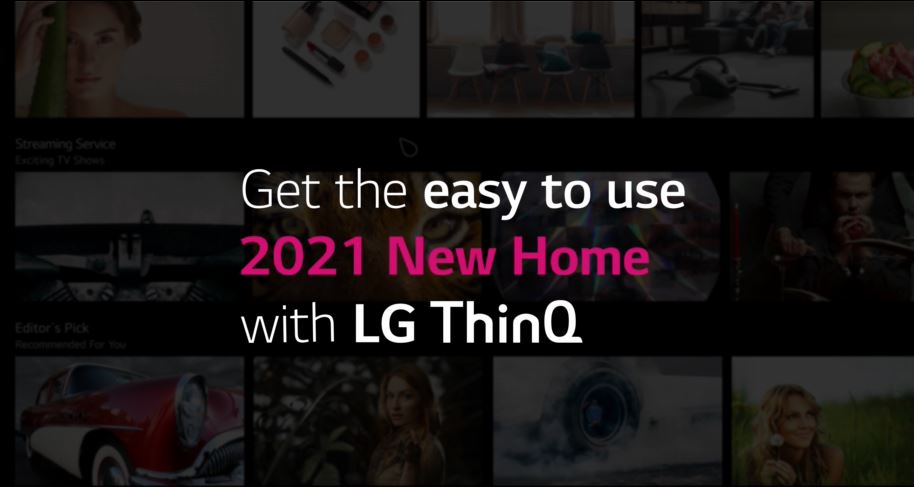 Streaming Service
Exciting TV Shows
Get the easy to use
2021 New Home
with LG ThinQ
Editor's Pick
Recommended For You